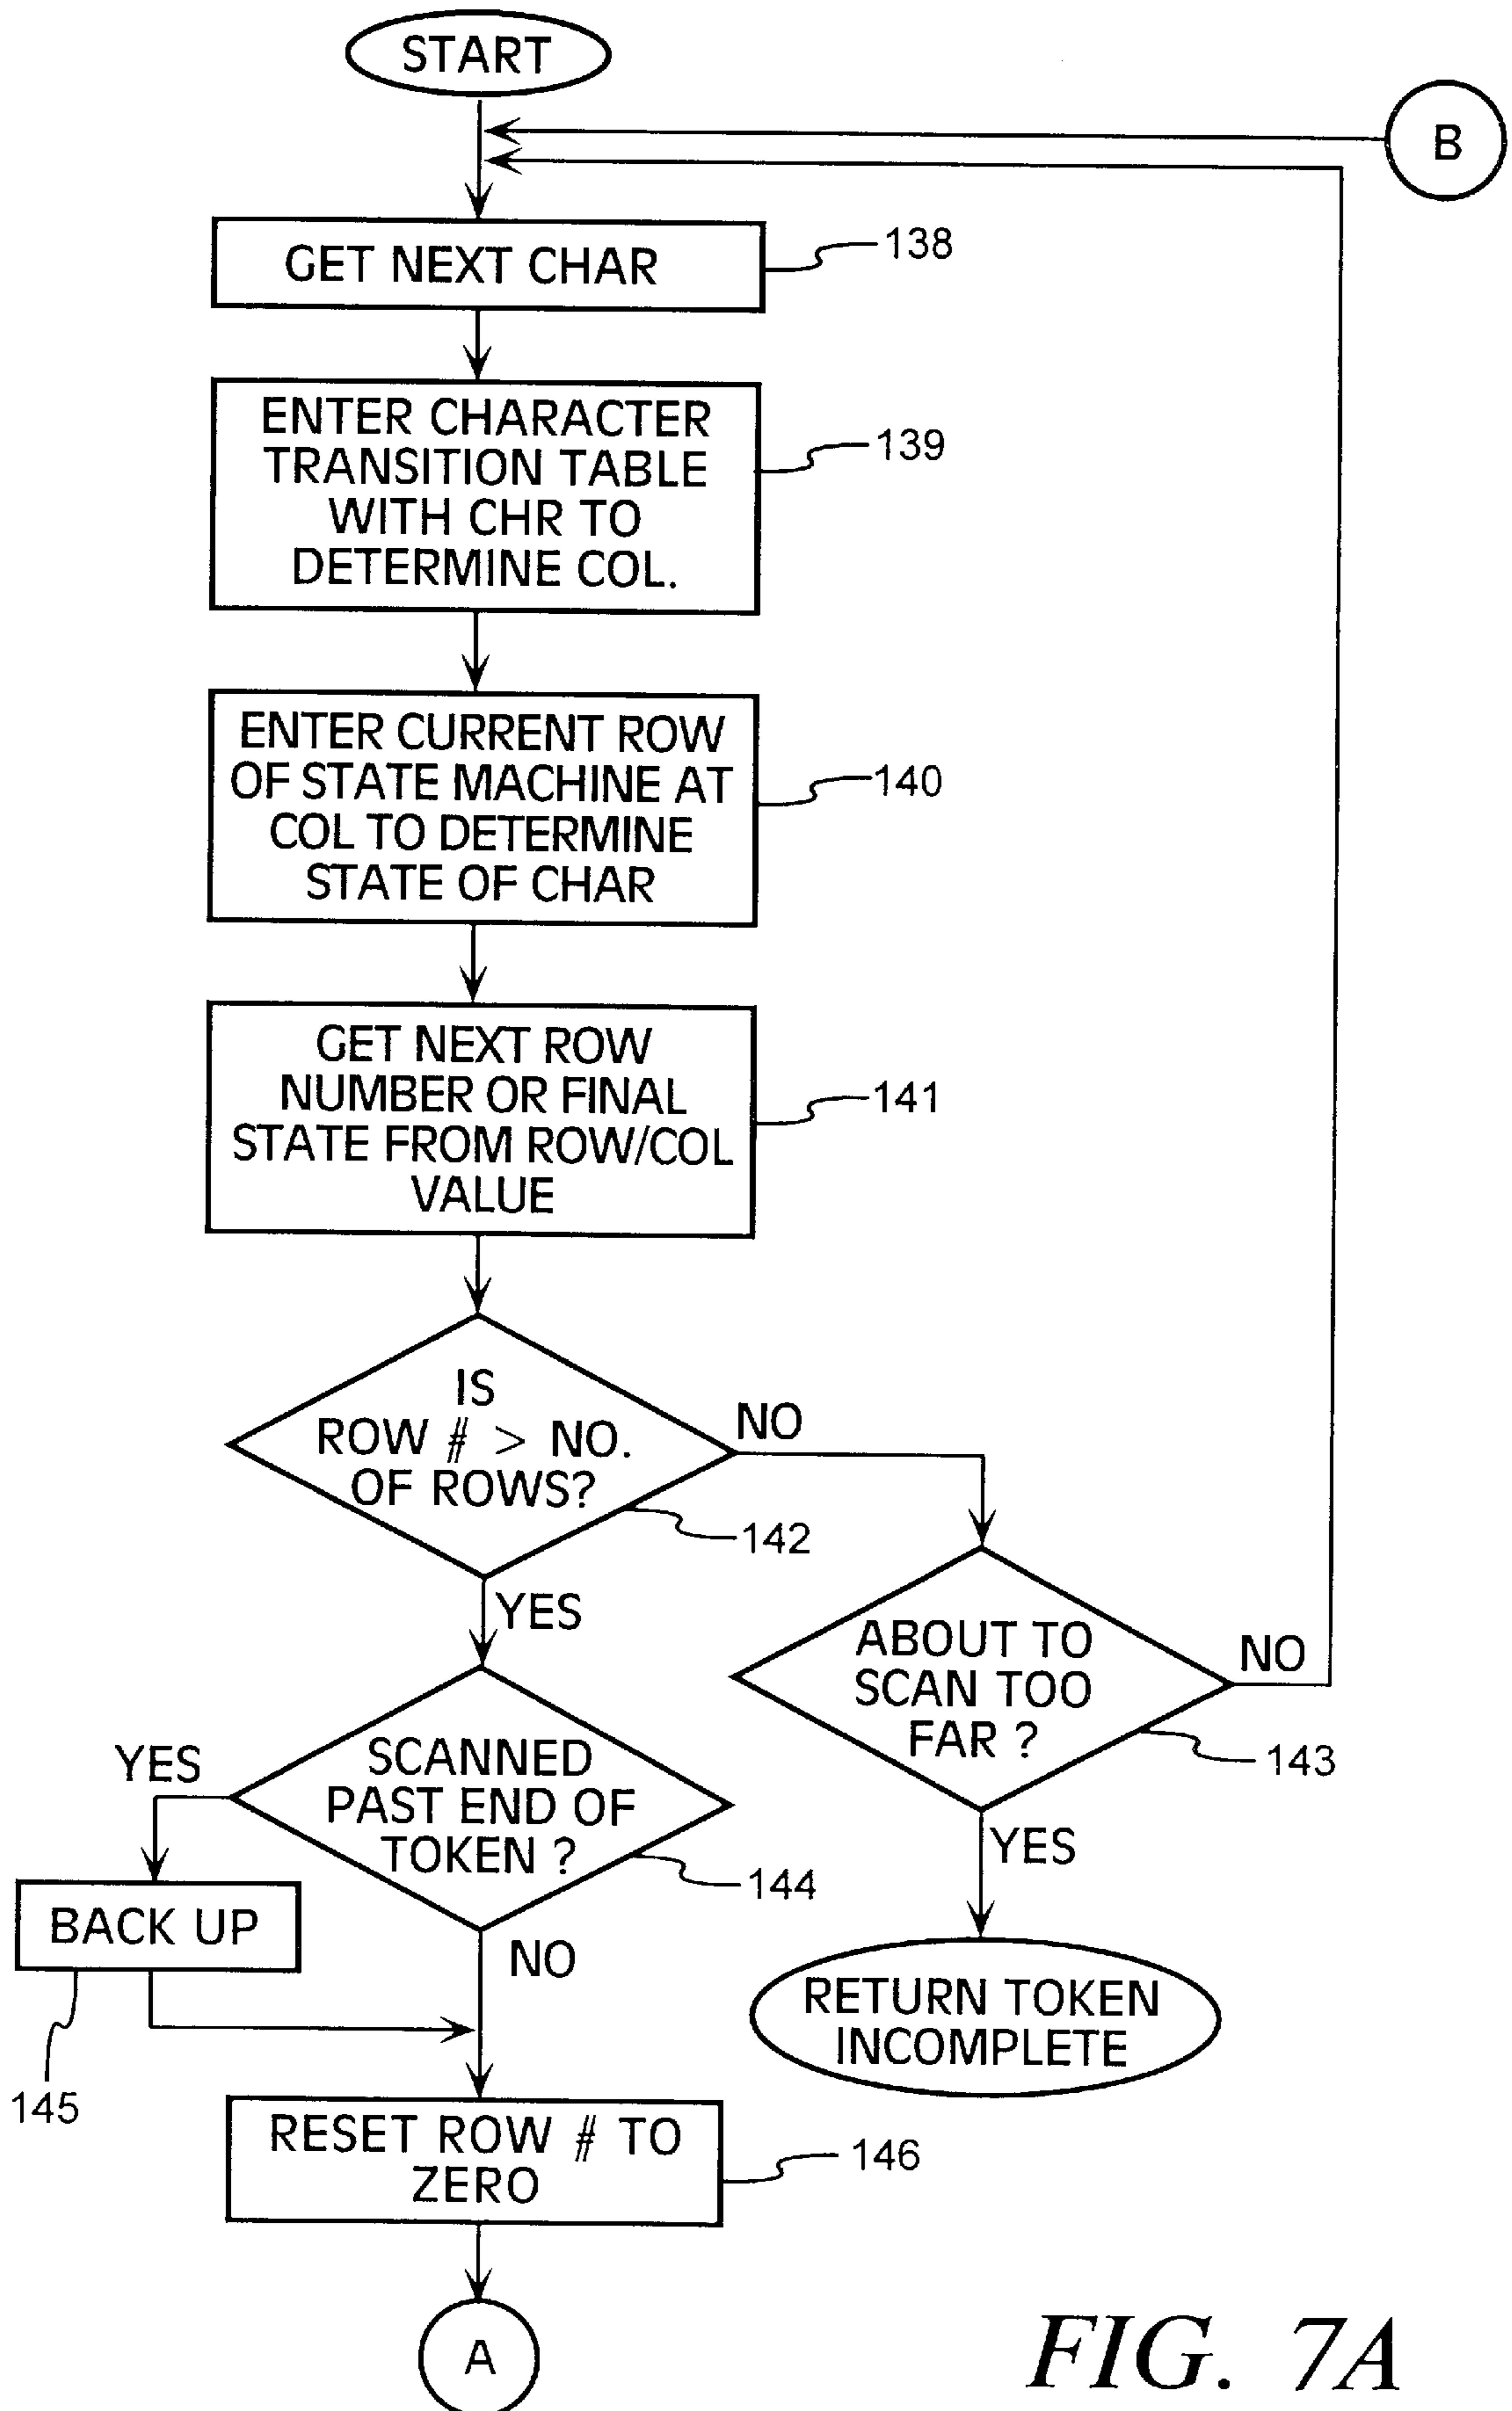 START
B
GET NEXT CHAR
138
ENTER CHARACTER
TRANSITION TABLE
WITH CHR TO
DETERMINE COL.
139
ENTER CURRENT ROW
OF STATE MACHINE AT
COL TO DETERMINE
STATE OF CHAR
140
GET NEXT ROW
NUMBER OR FINAL
STATE FROM ROW/COL
VALUE
141
IS
ROW # > NO.
OF ROWS?
NO
142
YES
ABOUT TO
SCAN TOO
FAR ?
NO
143
YES
SCANNED
PAST END OF
TOKEN ?
YES
144
BACK UP
NO
145
RETURN TOKEN
INCOMPLETE
RESET ROW # TO
ZERO
146
A
FIG. 7A